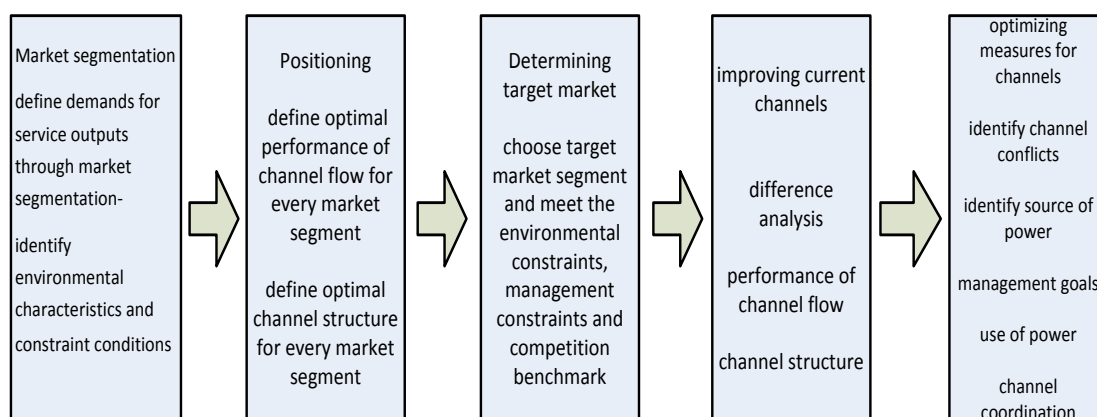 Market segmentation
define demands for
service outputs
through market
segmentation-
identify
environmental
characteristics and
constraint conditions
Positioning
define optimal
performance of
channel flow for
every market
segment
define optimal
channel structure
for every market
segment
Determining
target market
choose target
market segment
and meet the
environmental
constraints,
management
constraints and
competition
benchmark
improving current
channels
difference
analysis
performance of
channel flow
channel structure
optimizing
measures for
channels
identify channel
conflicts
identify source of
power
management goals
use of power
channel
coordination